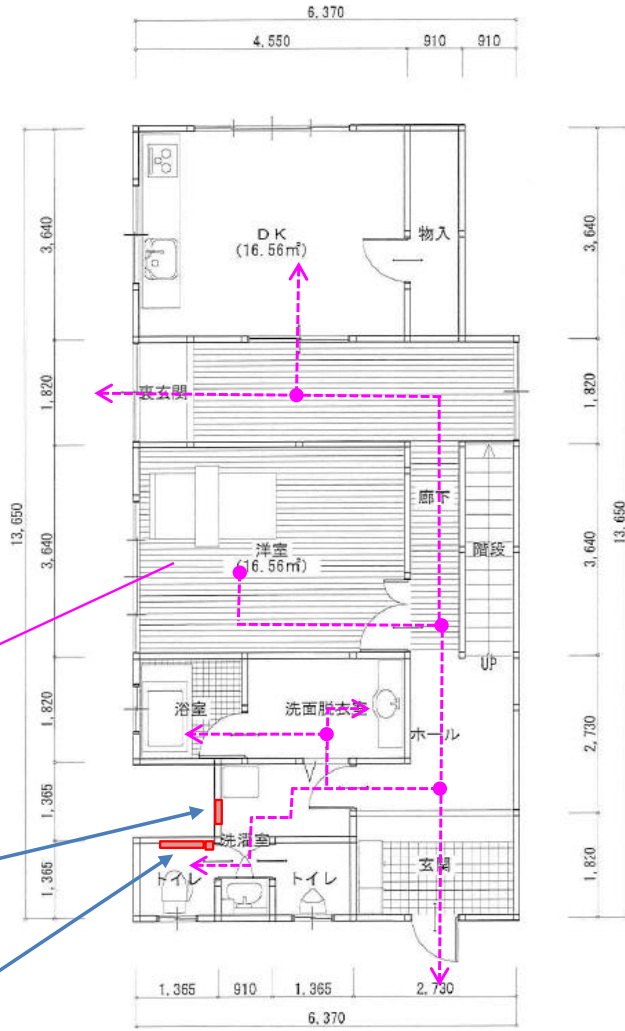 6,370
4,550
910
910
3,640
1,820
3,640
1,820
1,365
1,365
13,650
3,640
1,820
3,640
2,730
1,820
13,650
DK
(16.56㎡)
物入
裏玄関
廊下
階段
洋室
(16.56㎡)
UP
浴室
洗面脱衣室
ホール
洗濯室
トイレ
トイレ
玄関
1,365
910
1,365
2,730
6,370